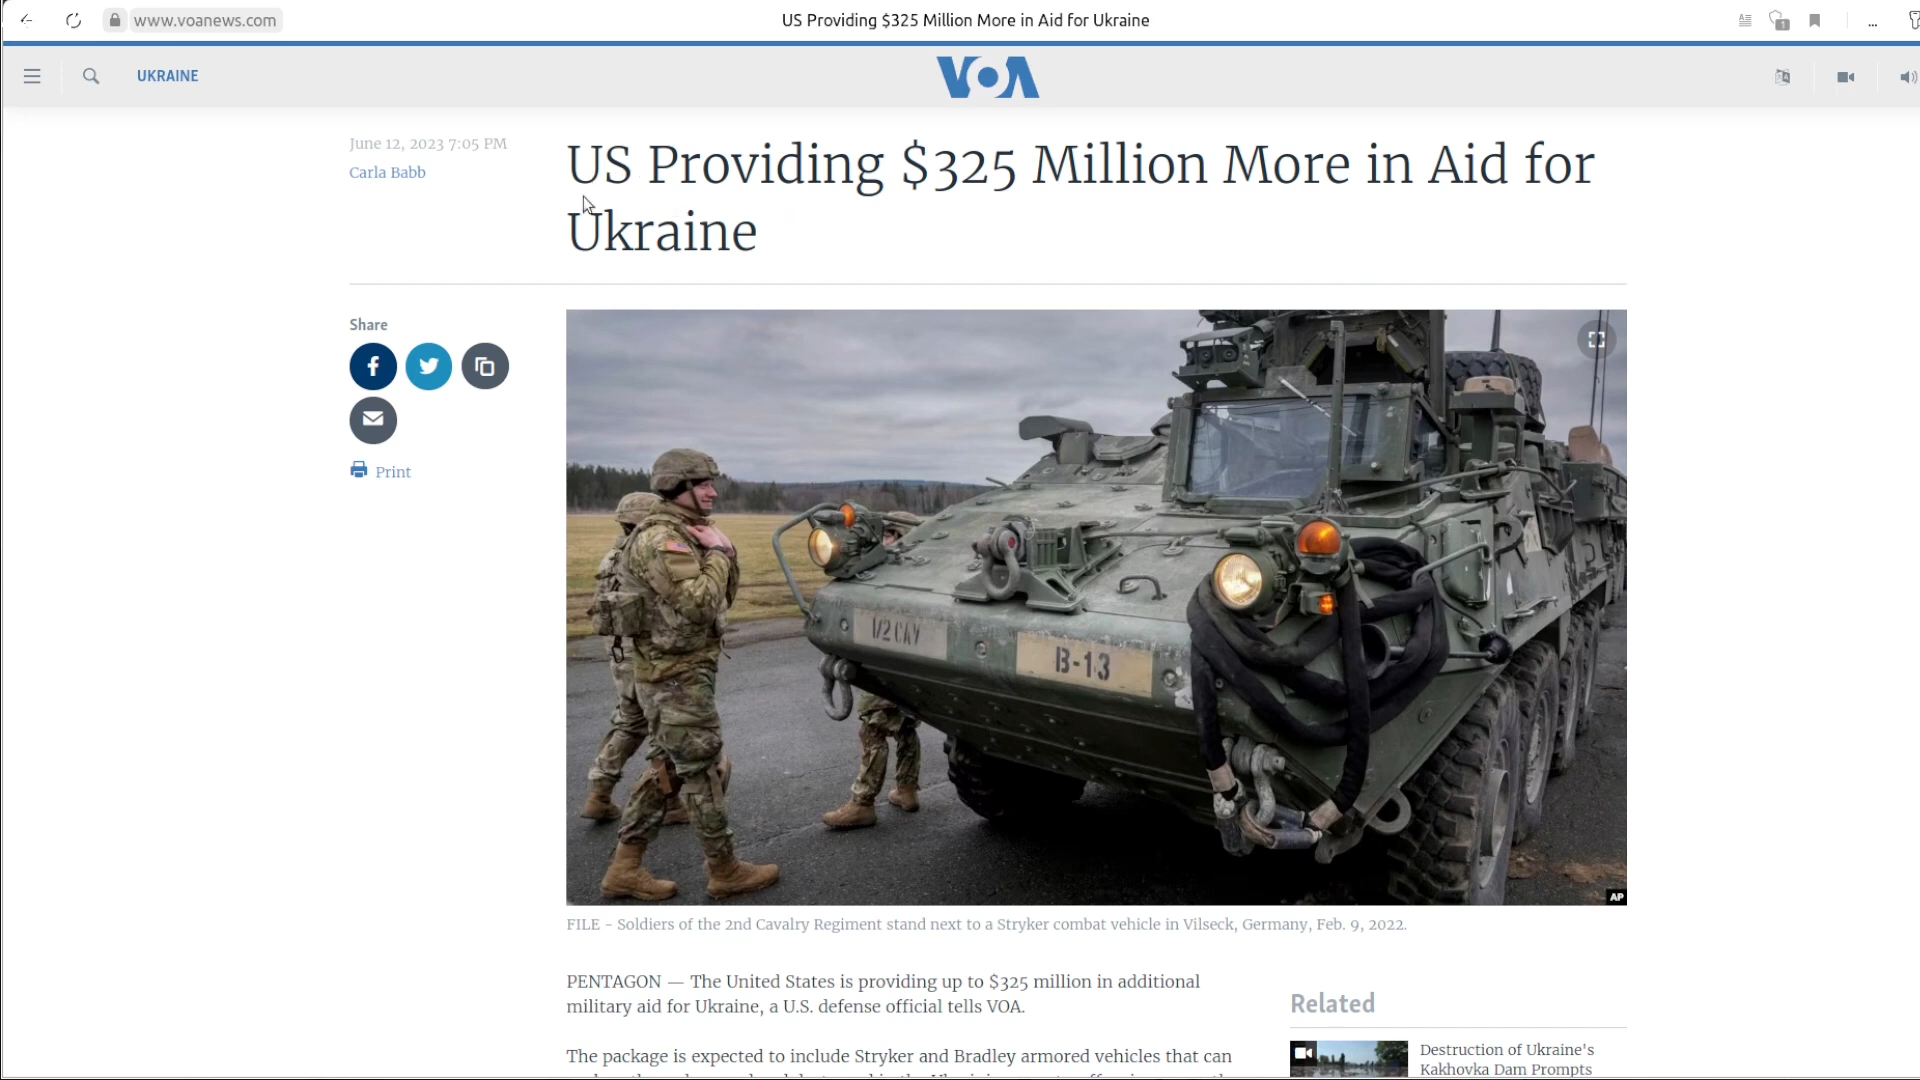 www.voanews.com
US Providing $325 Million More in Aid for Ukraine
1
...
UKRAINE
VOA
June 12, 2023 7:05 PM
Carla Babb
US Providing $325 Million More in Aid for
Ukraine
Share
Print
1/2 CAV
B-13
AP
FILE - Soldiers of the 2nd Cavalry Regiment stand next to a Stryker combat vehicle in Vilseck, Germany, Feb. 9, 2022.
PENTAGON — The United States is providing up to $325 million in additional
military aid for Ukraine, a U.S. defense official tells VOA.
The package is expected to include Stryker and Bradley armored vehicles that can
Related
Destruction of Ukraine's
Kakhovka Dam Prompts